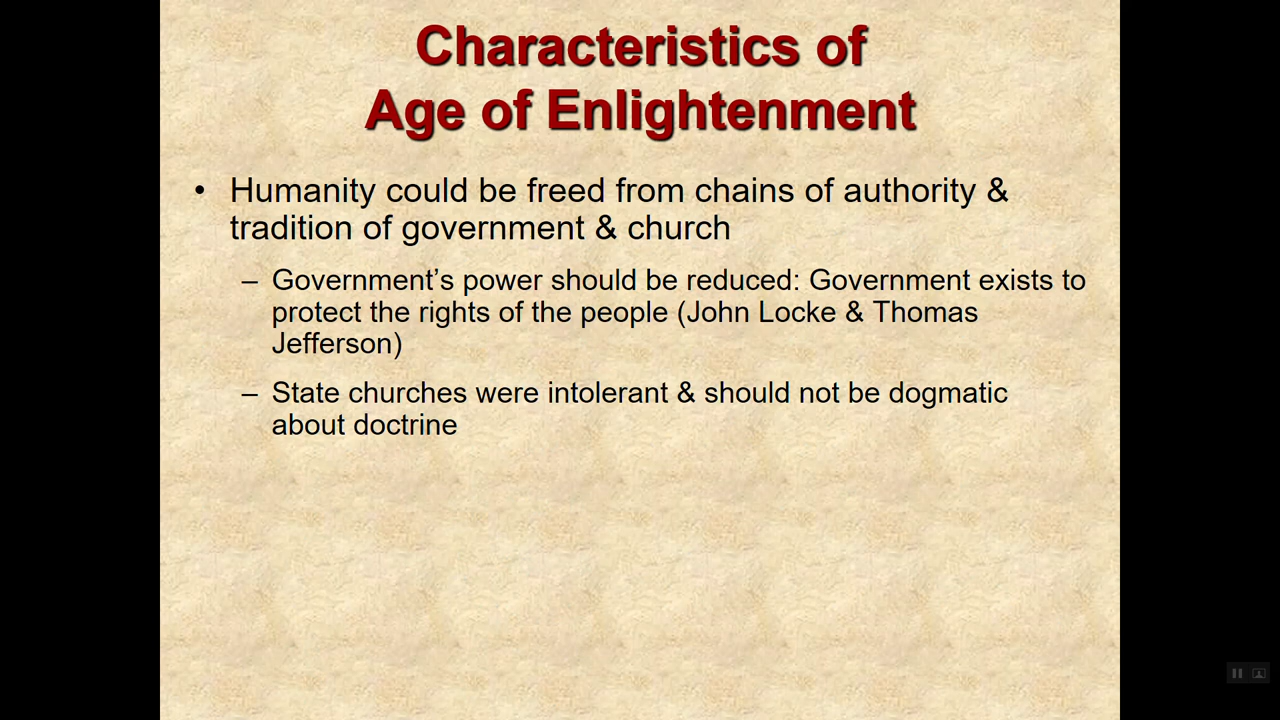 Characteristics of
Age of Enlightenment
• Humanity could be freed from chains of authority &
tradition of government & church
– Government’s power should be reduced: Government exists to
protect the rights of the people (John Locke & Thomas
Jefferson)
– State churches were intolerant & should not be dogmatic
about doctrine